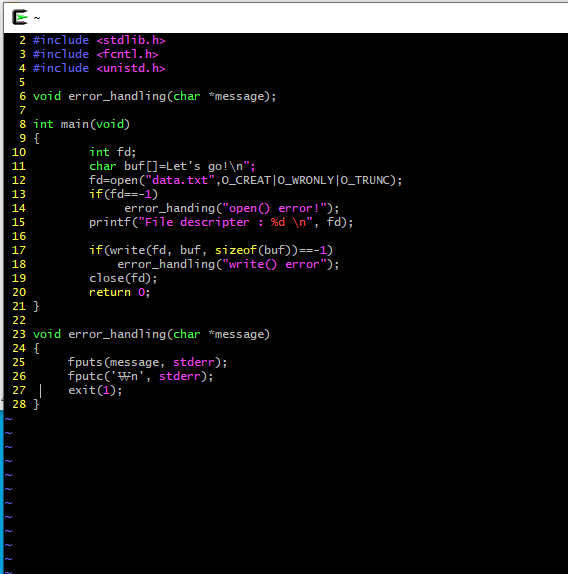 ~
2 #include <stdlib.h>
3 #include <fcntl.h>
4 #include <unistd.h>
5
6 void error_handling(char *message);
7
8 int main(void)
9 {
10         int fd;
11         char buf[]=Let's go!\n";
12         fd=open("data.txt",O_CREAT|O_WRONLY|O_TRUNC);
13         if(fd==-1)
14              error_handing("open() error!");
15         printf("File descripter : %d \n", fd);
16
17         if(write(fd, buf, sizeof(buf))==-1)
18             error_handling("write() error");
19         close(fd);
20         return 0;
21 }
22
23 void error_handling(char *message)
24 {
25      fputs(message, stderr);
26      fputc('₩n', stderr);
27      exit(1);
28 }
~
~
~
~
~
~
~
~
~
~
~
~